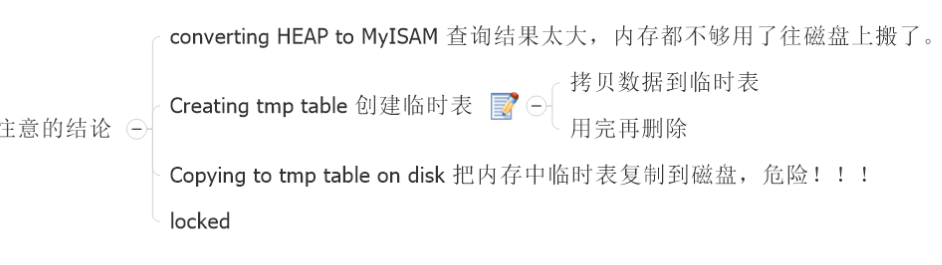 converting HEAP to MyISAM 查询结果太大，内存都不够用了往磁盘上搬了。
Creating tmp table 创建临时表
拷贝数据到临时表
用完再删除
注意的结论
Copying to tmp table on disk 把内存中临时表复制到磁盘，危险！！！
locked